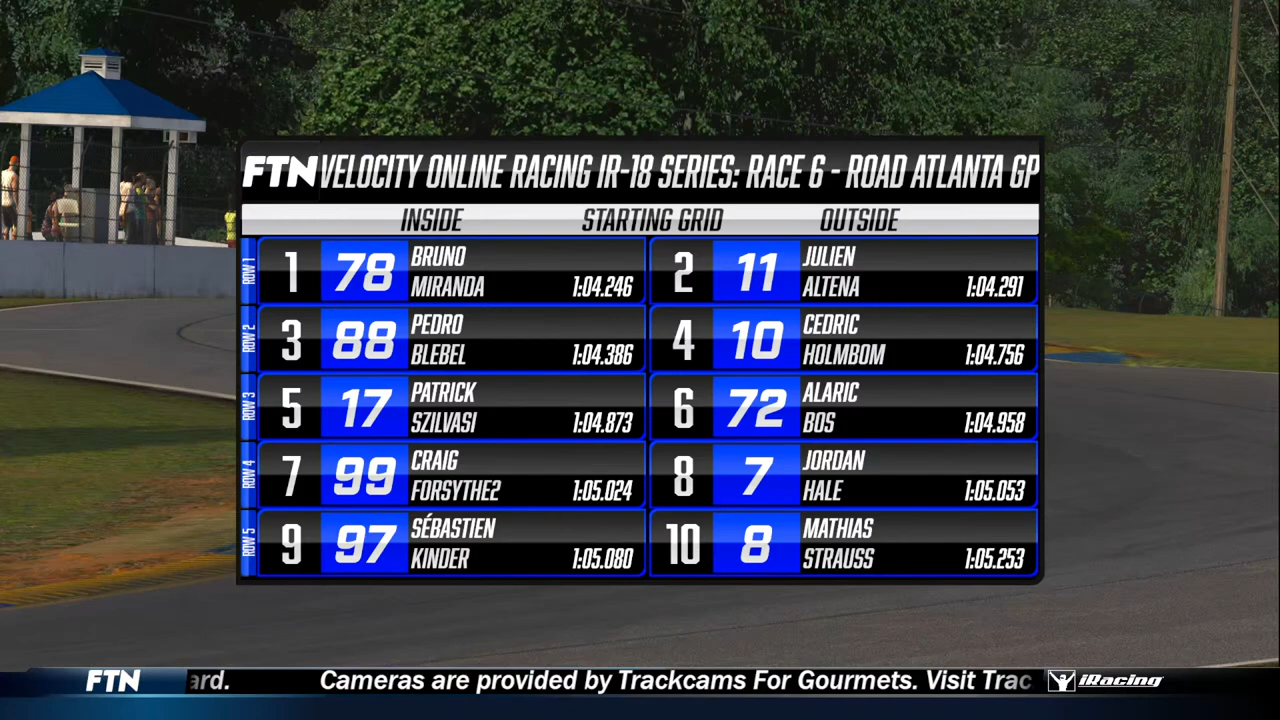 FTN VELOCITY ONLINE RACING IR-18 SERIES: RACE 6 - ROAD ATLANTA GP
INSIDE STARTING GRID OUTSIDE
ROW 1
1 78 BRUNO MIRANDA 1:04.246
2 11 JULIEN ALTENA 1:04.291
ROW 2
3 88 PEDRO BLEBEL 1:04.386
4 10 CEDRIC HOLMBOM 1:04.756
ROW 3
5 17 PATRICK SZILVASI 1:04.873
6 72 ALARIC BOS 1:04.958
ROW 4
7 99 CRAIG FORSYTHE2 1:05.024
8 7 JORDAN HALE 1:05.053
ROW 5
9 97 SÉBASTIEN KINDER 1:05.080
10 8 MATHIAS STRAUSS 1:05.253
FTN ard. Cameras are provided by Trackcams For Gourmets. Visit Trac iRacing